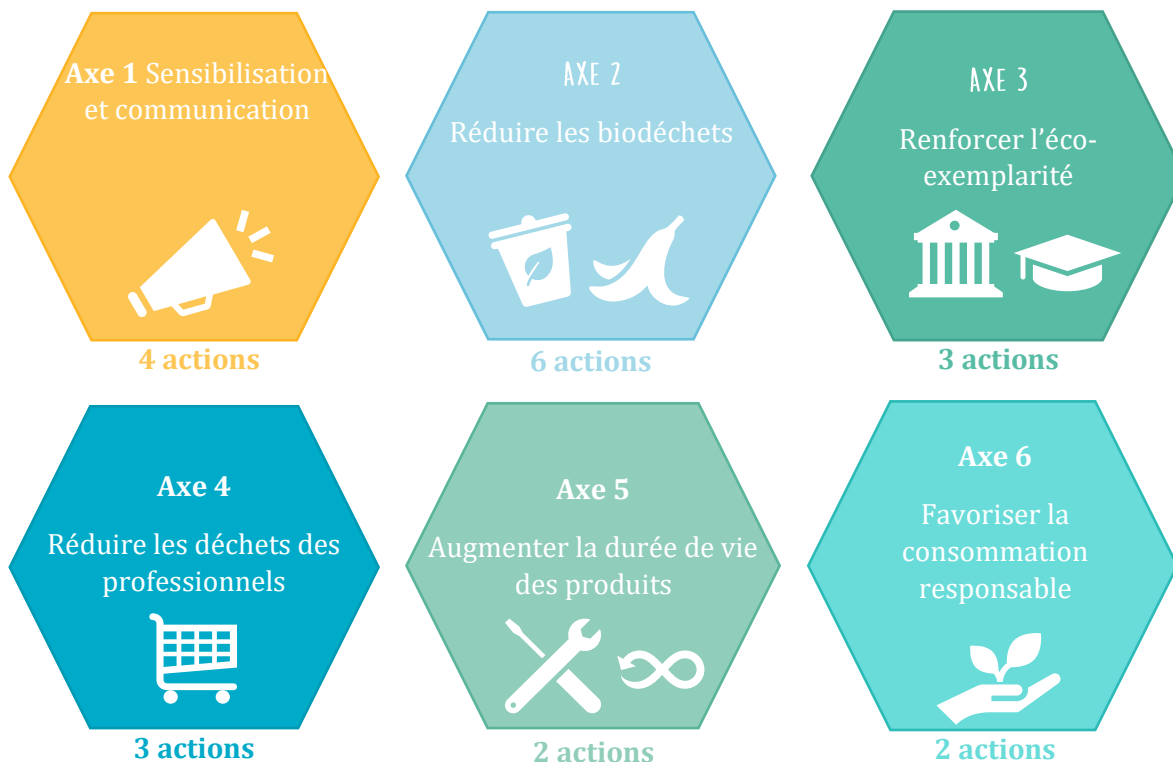 Axe 1 Sensibilisation
et communication
4 actions
AXE 2
Réduire les biodéchets
6 actions
AXE 3
Renforcer l’éco-
exemplarité
3 actions
Axe 4
Réduire les déchets des
professionnels
3 actions
Axe 5
Augmenter la durée de vie
des produits
2 actions
Axe 6
Favoriser la
consommation
responsable
2 actions